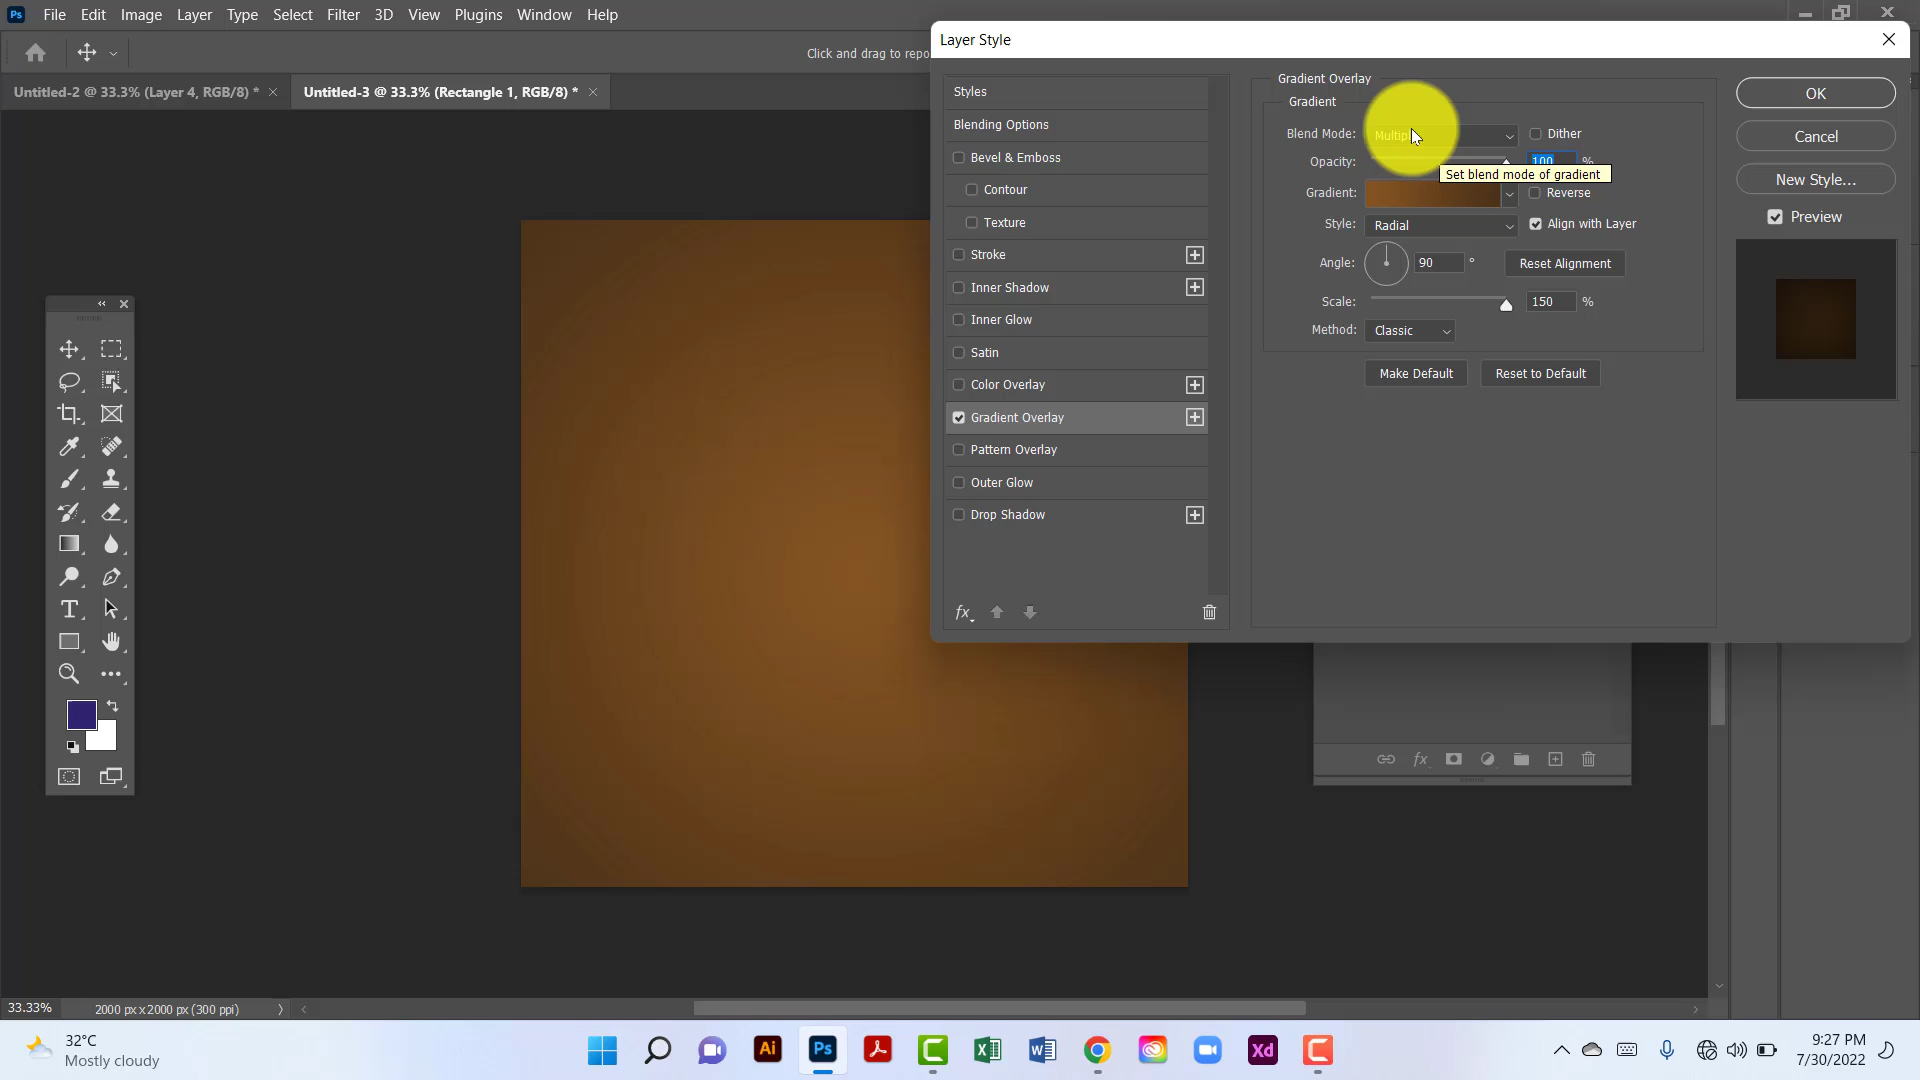 File Edit Image Layer Type Select Filter 3D View Plugins Window Help
Click and drag to repo
Untitled-2 @ 33.3% (Layer 4, RGB/8) *
Untitled-3 @ 33.3% (Rectangle 1, RGB/8) *
Layer Style
Styles
Blending Options
Bevel & Emboss
Contour
Texture
Stroke
Inner Shadow
Inner Glow
Satin
Color Overlay
Gradient Overlay
Pattern Overlay
Outer Glow
Drop Shadow
fx
Gradient Overlay
Gradient
Blend Mode: Multip Dither
Opacity: 100 %
Set blend mode of gradient
Gradient: Reverse
Style: Radial Align with Layer
Angle: 90 ° Reset Alignment
Scale: 150 %
Method: Classic
Make Default Reset to Default
OK
Cancel
New Style...
Preview
fx
33.33% 2000 px x 2000 px (300 ppi)
32°C
Mostly cloudy
Ai Ps Xd
9:27 PM
7/30/2022